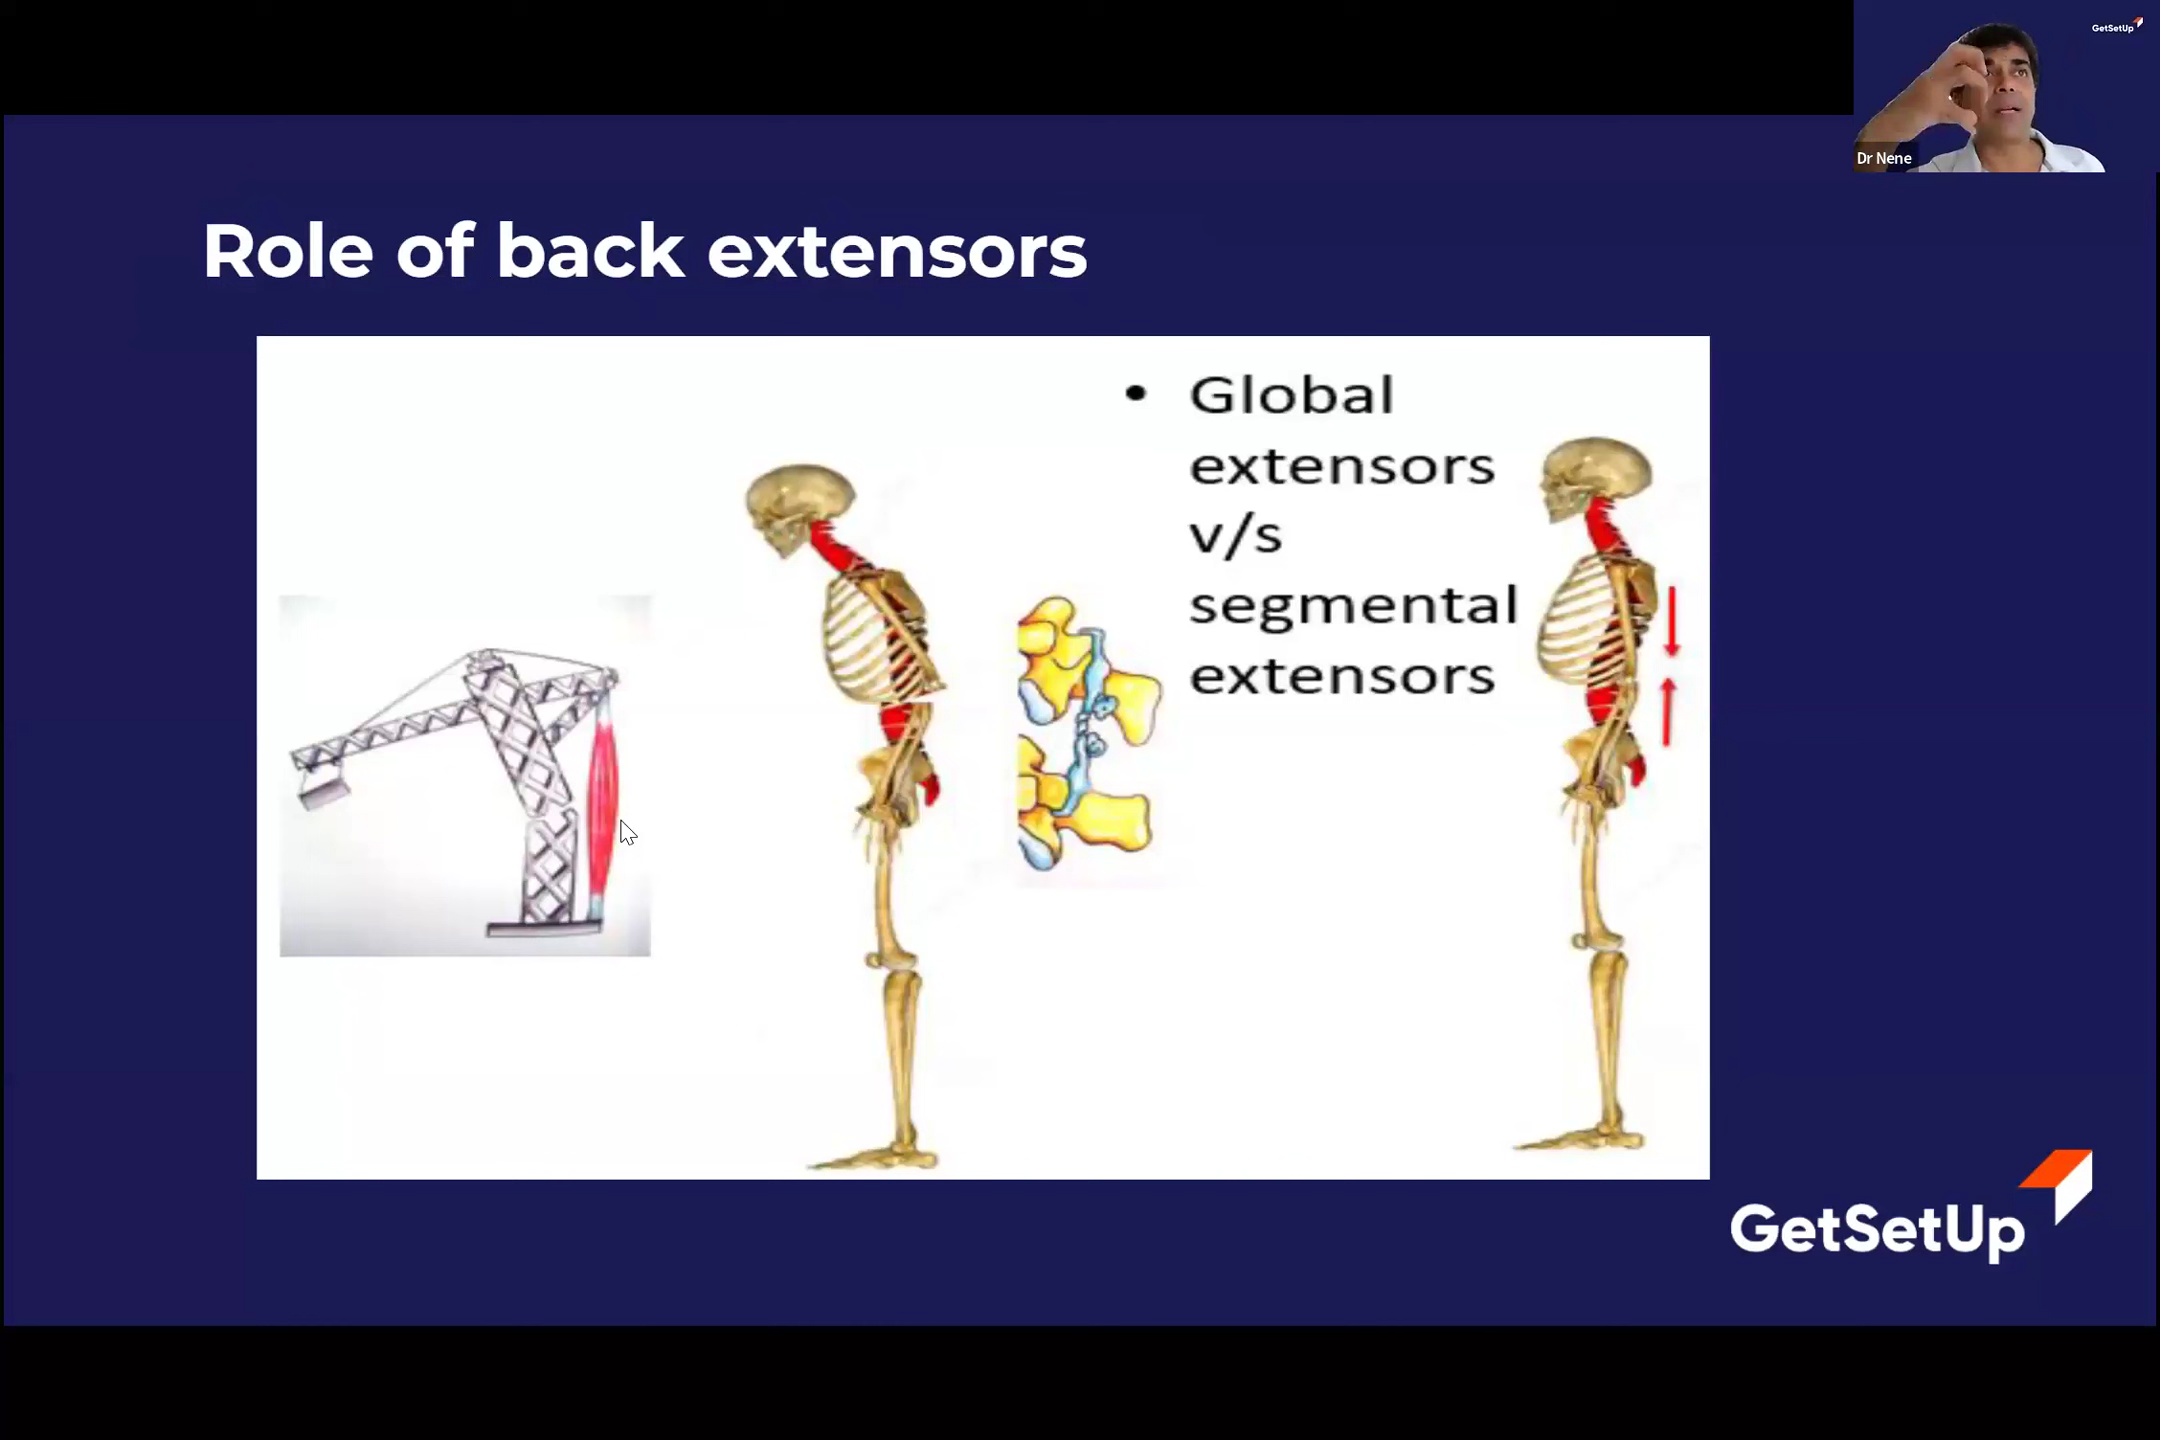 GetSetUp
Dr Nene
Role of back extensors
• Global
extensors
v/s
segmental
extensors
GetSetUp